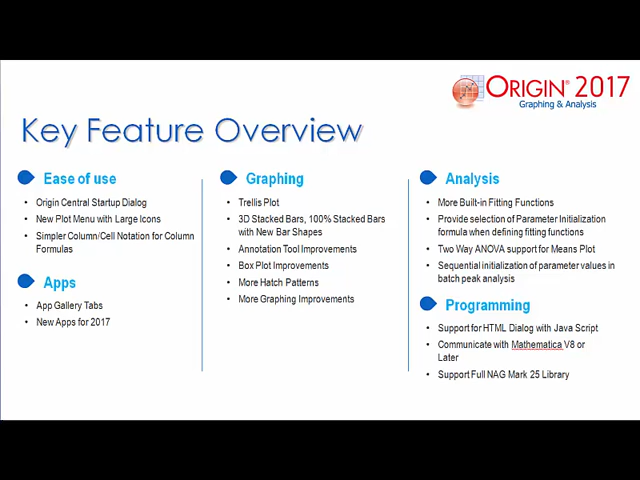 ORIGIN® 2017
Graphing & Analysis
Key Feature Overview
Ease of use
• Origin Central Startup Dialog
• New Plot Menu with Large Icons
• Simpler Column/Cell Notation for Column
Formulas
Apps
• App Gallery Tabs
• New Apps for 2017
Graphing
• Trellis Plot
• 3D Stacked Bars, 100% Stacked Bars
with New Bar Shapes
• Annotation Tool Improvements
• Box Plot Improvements
• More Hatch Patterns
• More Graphing Improvements
Analysis
• More Built-in Fitting Functions
• Provide selection of Parameter Initialization
formula when defining fitting functions
• Two Way ANOVA support for Means Plot
• Sequential initialization of parameter values in
batch peak analysis
Programming
• Support for HTML Dialog with Java Script
• Communicate with Mathematica V8 or
Later
• Support Full NAG Mark 25 Library